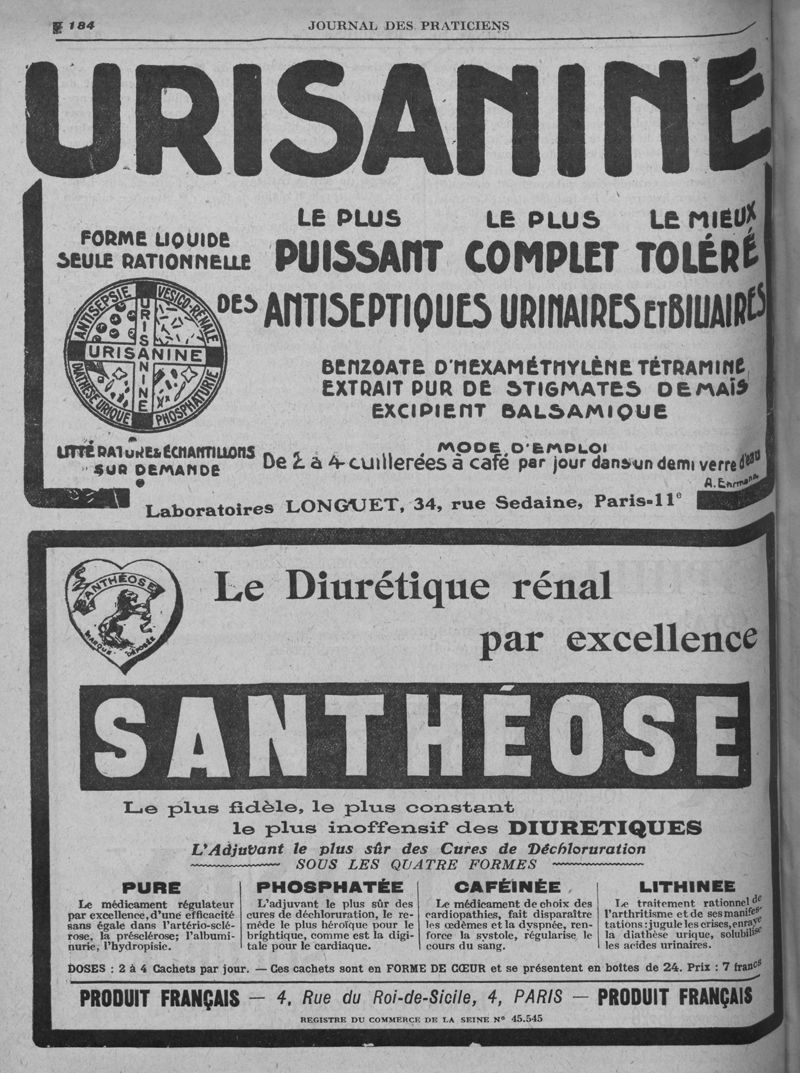 184
JOURNAL DES PRATICIENS
URISANINE
FORME LIQUIDE
SEULE RATIONNELLE
LE PLUS LE PLUS LE MIEUX
PUISSANT COMPLET TOLÉRÉ
DES ANTISEPTIQUES URINAIRES ET BILIAIRES
ANTISEPSIE VESICO-RÉNALE
URISANINE
URISANINE
DIATHÈSE URIQUE PHOSPHATURIE
BENZOATE D'HEXAMÉTHYLÈNE TÉTRAMINE
EXTRAIT PUR DE STIGMATES DE MAÏS
EXCIPIENT BALSAMIQUE
LITTÉRATURE & ÉCHANTILLONS
SUR DEMANDE
MODE D'EMPLOI
De 2 à 4 cuillerées à café par jour dans un demi verre d'eau
A. Ehrmann
Laboratoires LONGUET, 34, rue Sedaine, Paris-11e
SANTHÉOSE
MARQUE DÉPOSÉE
Le Diurétique rénal
par excellence
SANTHÉOSE
Le plus fidèle, le plus constant
le plus inoffensif des DIURETIQUES
L'Adjuvant le plus sûr des Cures de Déchloruration
SOUS LES QUATRE FORMES
PURE
Le médicament régulateur
par excellence, d'une efficacité
sans égale dans l'artério-sclé-
rose, la présclérose; l'albumi-
nurie, l'hydropisie.
PHOSPHATÉE
L'adjuvant le plus sûr des
cures de déchloruration, le re-
mède le plus héroïque pour le
brightique, comme est la digi-
tale pour le cardiaque.
CAFÉINÉE
Le médicament de choix des
cardiopathies, fait disparaître
les œdèmes et la dyspnée, ren-
force la systole, régularise le
cours du sang.
LITHINEE
Le traitement rationnel de
l'arthritisme et de ses manifes-
tations: jugule les crises, enraye
la diathèse urique, solubilise
les acides urinaires.
DOSES : 2 à 4 Cachets par jour. — Ces cachets sont en FORME DE CŒUR et se présentent en boîtes de 24. Prix : 7 francs
PRODUIT FRANÇAIS — 4, Rue du Roi-de-Sicile, 4, PARIS — PRODUIT FRANÇAIS
REGISTRE DU COMMERCE DE LA SEINE N° 45.545